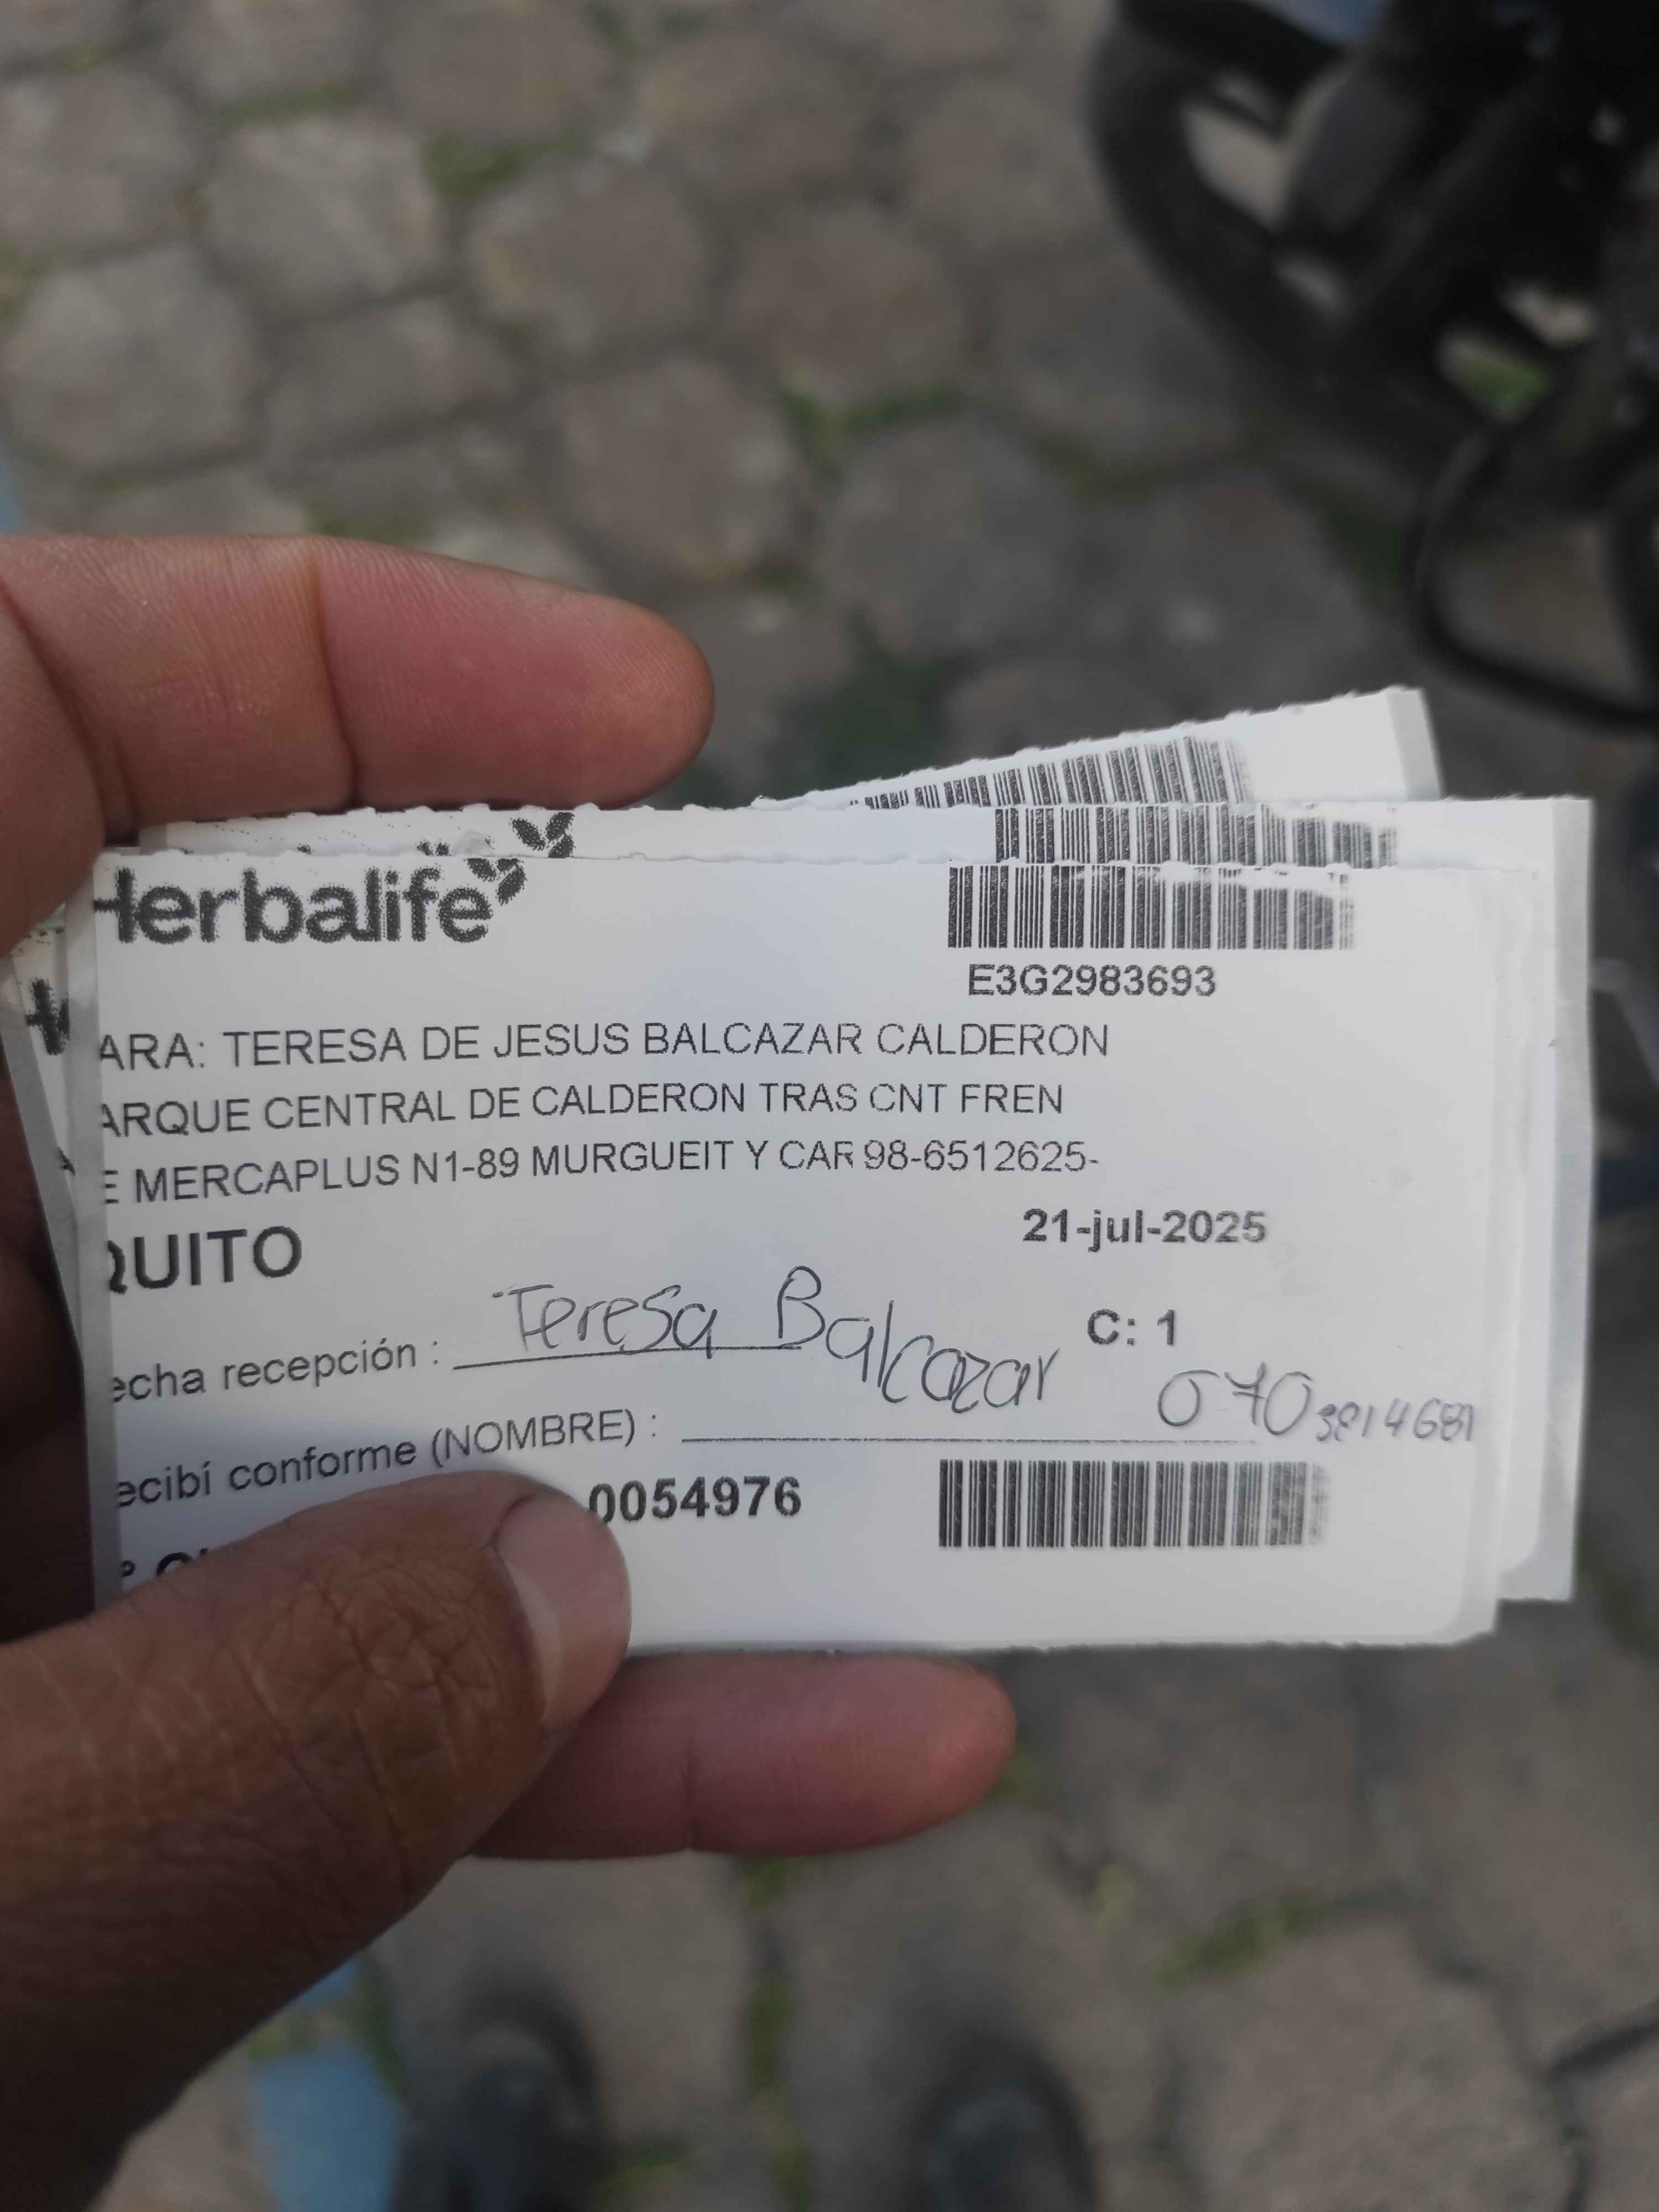 Herbalife
E3G2983693
ARA: TERESA DE JESUS BALCAZAR CALDERON
ARQUE CENTRAL DE CALDERON TRAS CNT FREN
E MERCAPLUS N1-89 MURGUEIT Y CAR 98-6512625-
QUITO
21-jul-2025
echa recepción : Teresa Balcazar
C: 1
ecibí conforme (NOMBRE) :
0054976